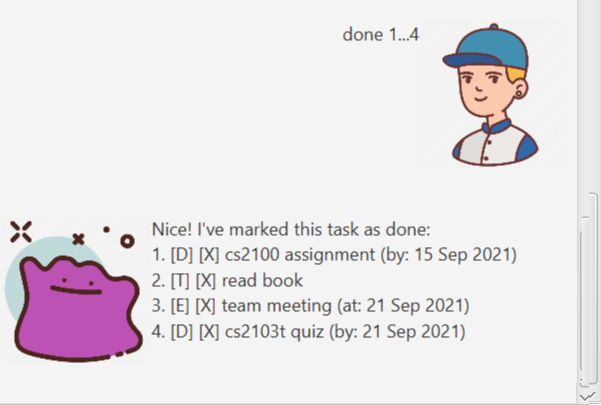 done 1...4
Nice! I've marked this task as done:
1. [D] [X] cs2100 assignment (by: 15 Sep 2021)
2. [T] [X] read book
3. [E] [X] team meeting (at: 21 Sep 2021)
4. [D] [X] cs2103t quiz (by: 21 Sep 2021)